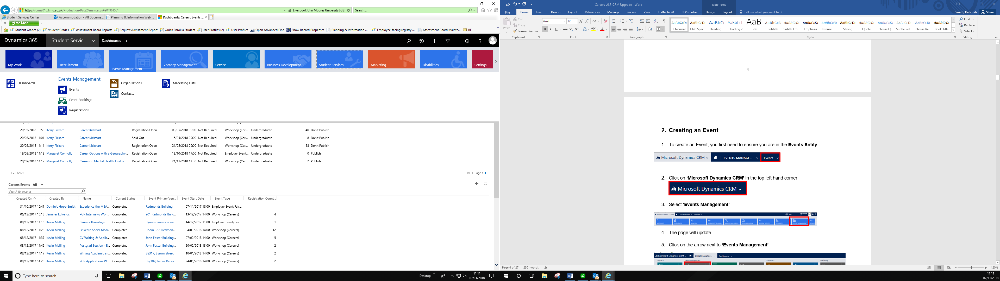 https://crm2016.ljmu.ac.uk/Production-Pass2/main.aspx#904961551
Liverpool John Moores University [GB]
Search...
Student Services Center
Accommodation - All Docume...
Planning & Information Web ...
Dashboards: Careers Events ...
McAfee
Student Grades (2)
Student Grades
Assessment Board Reports
Request Advisement Report
Quick Enroll a Student
User Profiles (2)
User Profiles
Open Advanced Find
Show Record Properties
Planning & Information ...
Employee-facing registry ...
Assessment Board Mainte...
RE
Dynamics 365
Student Servic...
Dashboards
My Work
Recruitment
Events Management
Vacancy Management
Service
Business Development
Student Services
Marketing
Disabilities
Settings
Dashboards
Events Management
Events
Event Bookings
Registrations
Organisations
Contacts
Marketing Lists
20/03/2018 10:58 Kerry Pickard Career Kickstart Registration Open 09/05/2018 09:00 Not Required Workshop (Car... Undergraduate 40 Don't Publish
20/03/2018 11:01 Kerry Pickard Career Kickstart Sold Out 15/05/2018 09:00 Not Required Workshop (Car... Undergraduate 8 Don't Publish
20/03/2018 11:11 Kerry Pickard Career Kickstart Registration Open 21/05/2018 09:00 Not Required Workshop (Car... Undergraduate 38 Don't Publish
19/09/2018 11:13 Margaret Connolly Career Options with a Geography... Registration Open 18/10/2018 17:00 Not Required Employer Event... Undergraduate 0 Publish
20/09/2018 14:17 Margaret Connolly Careers in Mental Health: Find out... Registration Open 21/11/2018 13:30 Not Required Workshop (Car... Undergraduate 2 Publish
1 - 8 of 69
Page 1
Careers Events - All
Search for records
Created On Created By Name Current Status Event Primary Ven... Event Start Date Event Type Registration Count...
31/10/2017 10:47 Dominic Hope-Smith Experience the MBA... Completed Redmonds Building 07/11/2017 18:00 Employer Event/Fair...
06/12/2017 16:18 Jennifer Edwards PGR Interviews Wor... Completed 201 Redmonds Build... 13/12/2017 14:00 Workshop (Careers) 4
08/12/2017 11:15 Kevin Melling Careers Thursdays:... Completed Byrom Careers Zone,... 14/12/2017 11:00 Employer Event/Fair... 1
08/12/2017 11:23 Kevin Melling LinkedIn Social Medi... Completed Room 327, Redmon... 24/01/2018 14:00 Workshop (Careers) 12
08/12/2017 11:37 Kevin Melling CV Writing & Applic... Completed John Foster Building... 07/02/2018 14:00 Workshop (Careers) 5
08/12/2017 11:42 Kevin Melling Postgrad Session - E... Completed John Foster Building... 20/02/2018 13:00 Workshop (Careers) 2
08/12/2017 14:17 Kevin Melling Writing Academic an... Completed BS317, Byrom Street 10/01/2018 14:00 Workshop (Careers) 2
08/12/2017 14:20 Kevin Melling PGR Applications W... Completed BS/309, James Parso... 24/01/2018 14:00 Workshop (Careers) 2
Type here to search
Desktop
11:11
07/11/2018
Careers v0.7_CRM Upgrade - Word
Table Tools
File Home Insert Design Layout References Mailings Review View EndNote X8 BI Publisher Design Layout
Tell me what you want to do...
Smith, Deborah
Share
Paste
Cut
Copy
Format Painter
Clipboard
Arial 12
Font
Paragraph
¶ Normal
¶ No Spac...
Heading 1
Heading 2
Title
Subtitle
Subtle Em...
Emphasis
Intense E...
Strong
Quote
Intense Q...
Subtle Ref...
Intense Re...
Book Title
Styles
Find
Replace
Select
Editing
4
2. Creating an Event
1. To create an Event, you first need to ensure you are in the Events Entity.
Microsoft Dynamics CRM EVENTS MANAGE... Events
2. Click on ‘Microsoft Dynamics CRM’ in the top left hand corner
Microsoft Dynamics CRM
3. Select ‘Events Management’
4. The page will update.
5. Click on the arrow next to ‘Events Management’
Microsoft Dynamics CRM EVENTS MANAGE... Dashboards
My Work Events Management Customers Marketing
Page 4 of 27
2501 words
120%
11:11
07/11/2018